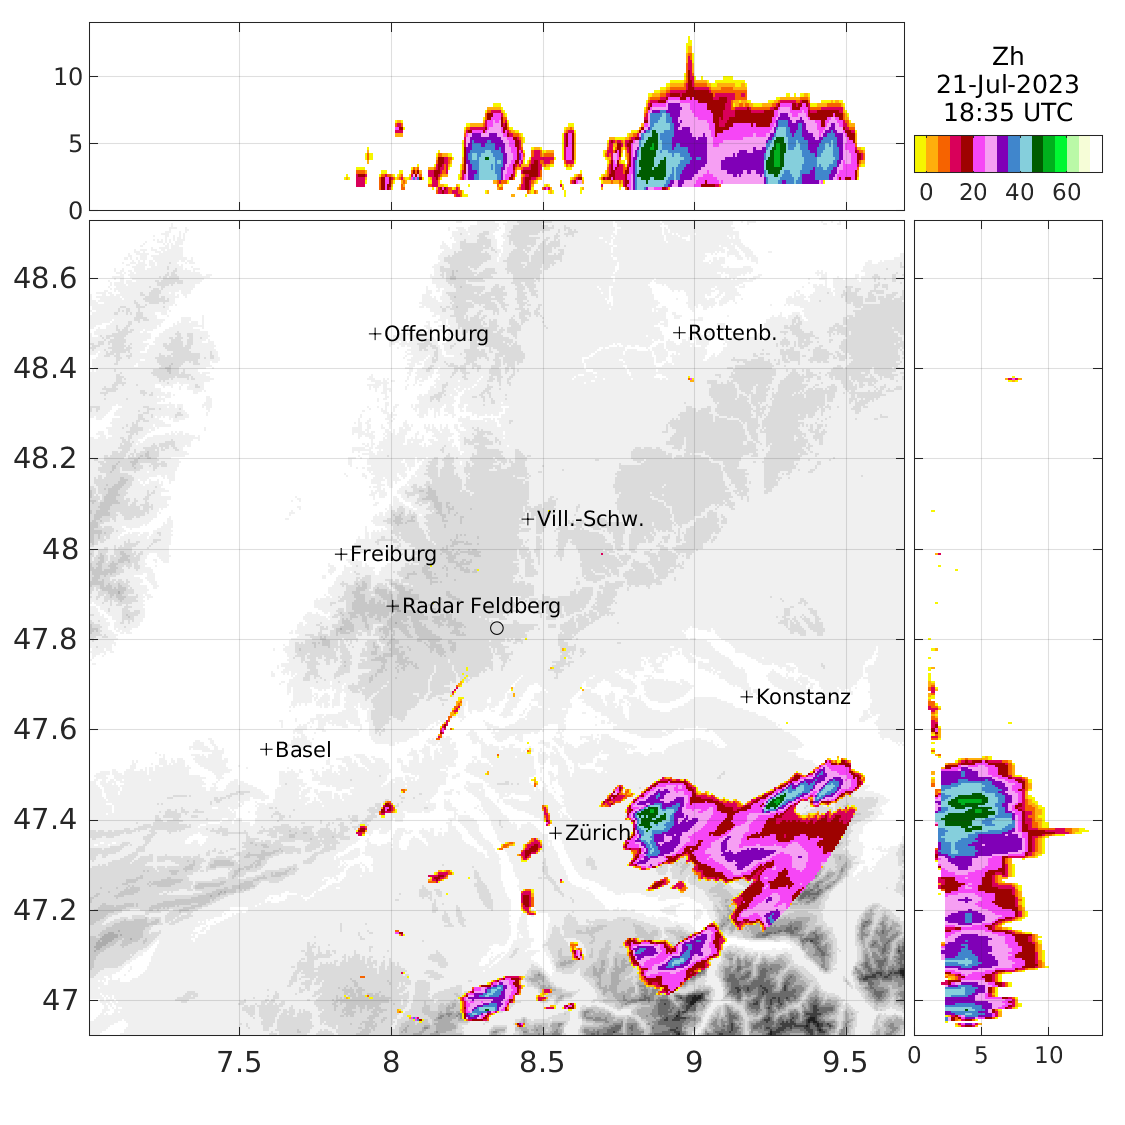 10
5
0
Zh
21-Jul-2023
18:35 UTC
0 20 40 60
48.6
48.4
48.2
48
47.8
47.6
47.4
47.2
47
+Offenburg
+Rottenb.
+Vill.-Schw.
+Freiburg
+Radar Feldberg
+Konstanz
+Basel
+Zürich
7.5 8 8.5 9 9.5
0 5 10